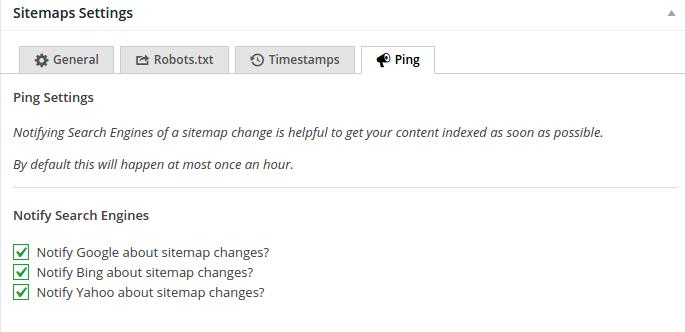 Sitemaps Settings
General Robots.txt Timestamps Ping
Ping Settings
Notifying Search Engines of a sitemap change is helpful to get your content indexed as soon as possible.
By default this will happen at most once an hour.
Notify Search Engines
Notify Google about sitemap changes?
Notify Bing about sitemap changes?
Notify Yahoo about sitemap changes?